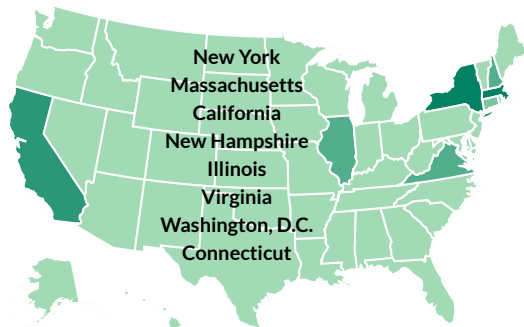 New York
Massachusetts
California
New Hampshire
Illinois
Virginia
Washington, D.C.
Connecticut